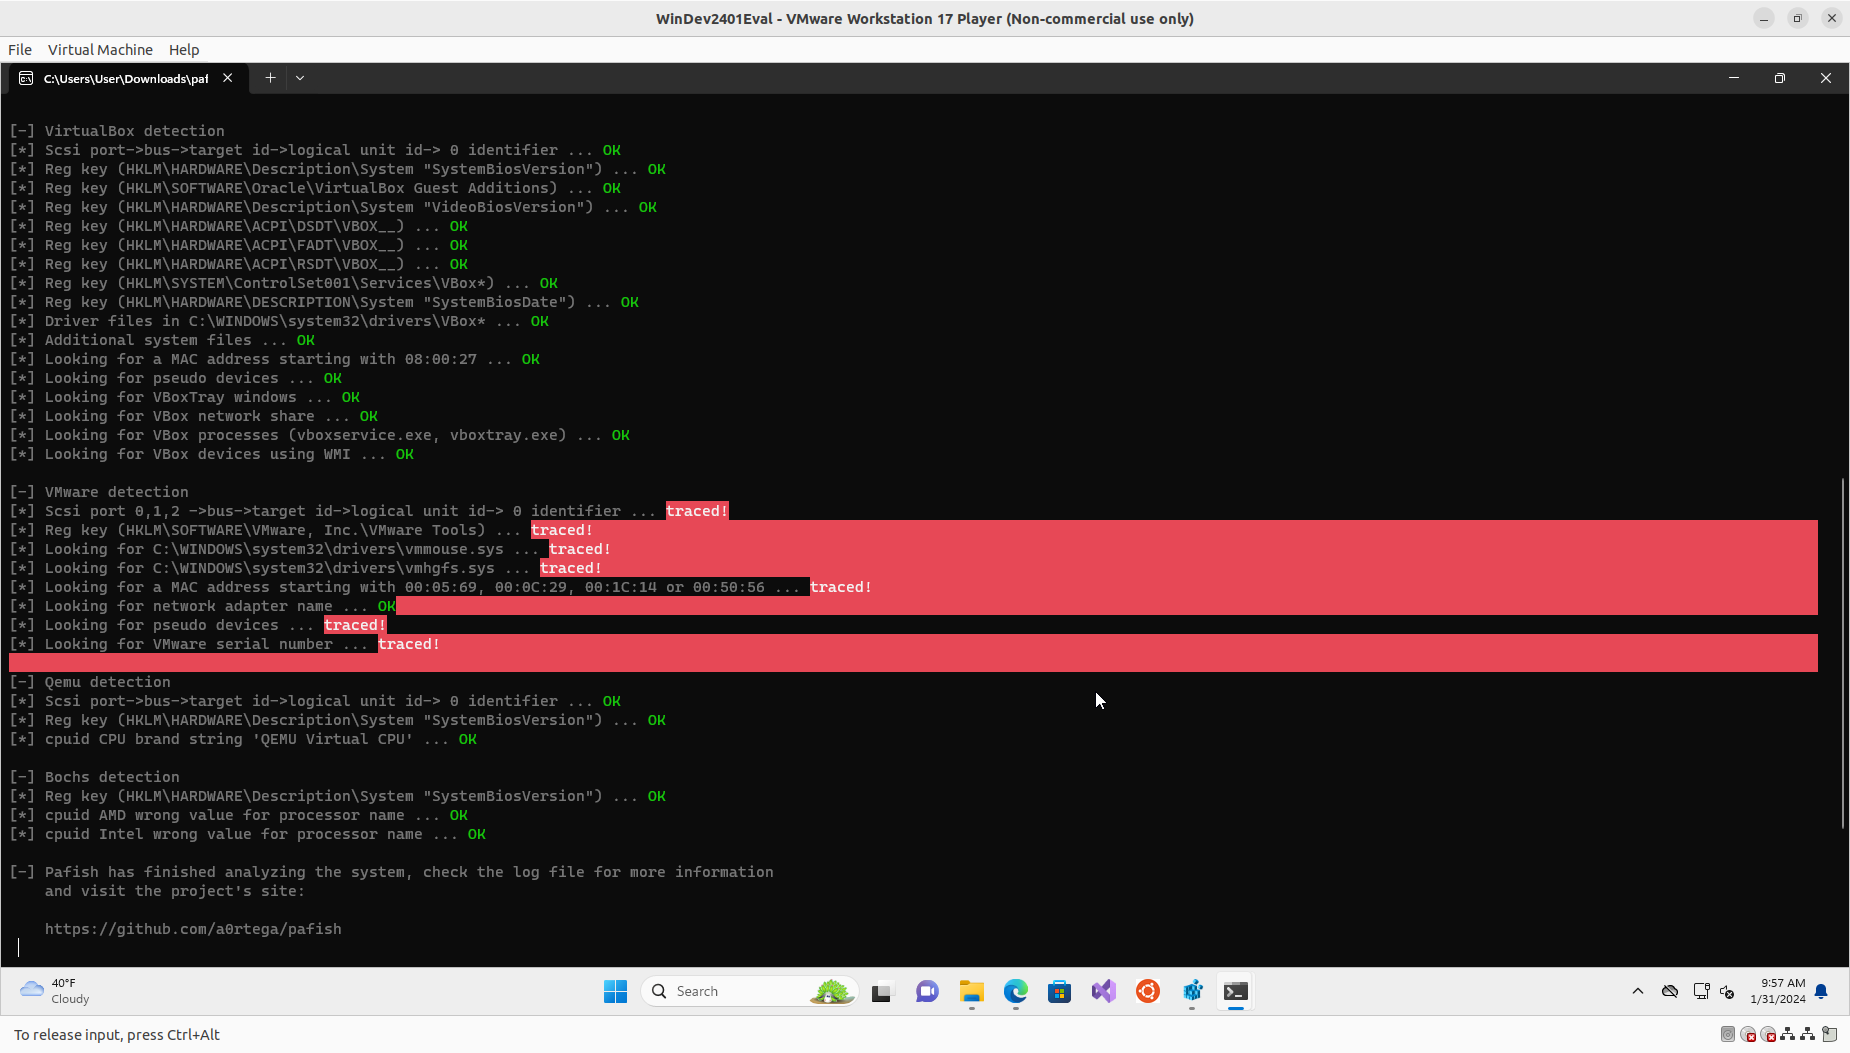 WinDev2401Eval - VMware Workstation 17 Player (Non-commercial use only)
File Virtual Machine Help
C:\Users\User\Downloads\paf
[-] VirtualBox detection
[*] Scsi port->bus->target id->logical unit id-> 0 identifier ... OK
[*] Reg key (HKLM\HARDWARE\Description\System "SystemBiosVersion") ... OK
[*] Reg key (HKLM\SOFTWARE\Oracle\VirtualBox Guest Additions) ... OK
[*] Reg key (HKLM\HARDWARE\Description\System "VideoBiosVersion") ... OK
[*] Reg key (HKLM\HARDWARE\ACPI\DSDT\VBOX__) ... OK
[*] Reg key (HKLM\HARDWARE\ACPI\FADT\VBOX__) ... OK
[*] Reg key (HKLM\HARDWARE\ACPI\RSDT\VBOX__) ... OK
[*] Reg key (HKLM\SYSTEM\ControlSet001\Services\VBox*) ... OK
[*] Reg key (HKLM\HARDWARE\DESCRIPTION\System "SystemBiosDate") ... OK
[*] Driver files in C:\WINDOWS\system32\drivers\VBox* ... OK
[*] Additional system files ... OK
[*] Looking for a MAC address starting with 08:00:27 ... OK
[*] Looking for pseudo devices ... OK
[*] Looking for VBoxTray windows ... OK
[*] Looking for VBox network share ... OK
[*] Looking for VBox processes (vboxservice.exe, vboxtray.exe) ... OK
[*] Looking for VBox devices using WMI ... OK
[-] VMware detection
[*] Scsi port 0,1,2 ->bus->target id->logical unit id-> 0 identifier ... traced!
[*] Reg key (HKLM\SOFTWARE\VMware, Inc.\VMware Tools) ... traced!
[*] Looking for C:\WINDOWS\system32\drivers\vmmouse.sys ... traced!
[*] Looking for C:\WINDOWS\system32\drivers\vmhgfs.sys ... traced!
[*] Looking for a MAC address starting with 00:05:69, 00:0C:29, 00:1C:14 or 00:50:56 ... traced!
[*] Looking for network adapter name ... OK
[*] Looking for pseudo devices ... traced!
[*] Looking for VMware serial number ... traced!
[-] Qemu detection
[*] Scsi port->bus->target id->logical unit id-> 0 identifier ... OK
[*] Reg key (HKLM\HARDWARE\Description\System "SystemBiosVersion") ... OK
[*] cpuid CPU brand string 'QEMU Virtual CPU' ... OK
[-] Bochs detection
[*] Reg key (HKLM\HARDWARE\Description\System "SystemBiosVersion") ... OK
[*] cpuid AMD wrong value for processor name ... OK
[*] cpuid Intel wrong value for processor name ... OK
[-] Pafish has finished analyzing the system, check the log file for more information
and visit the project's site:
https://github.com/a0rtega/pafish
40°F
Cloudy
Search
9:57 AM
1/31/2024
To release input, press Ctrl+Alt